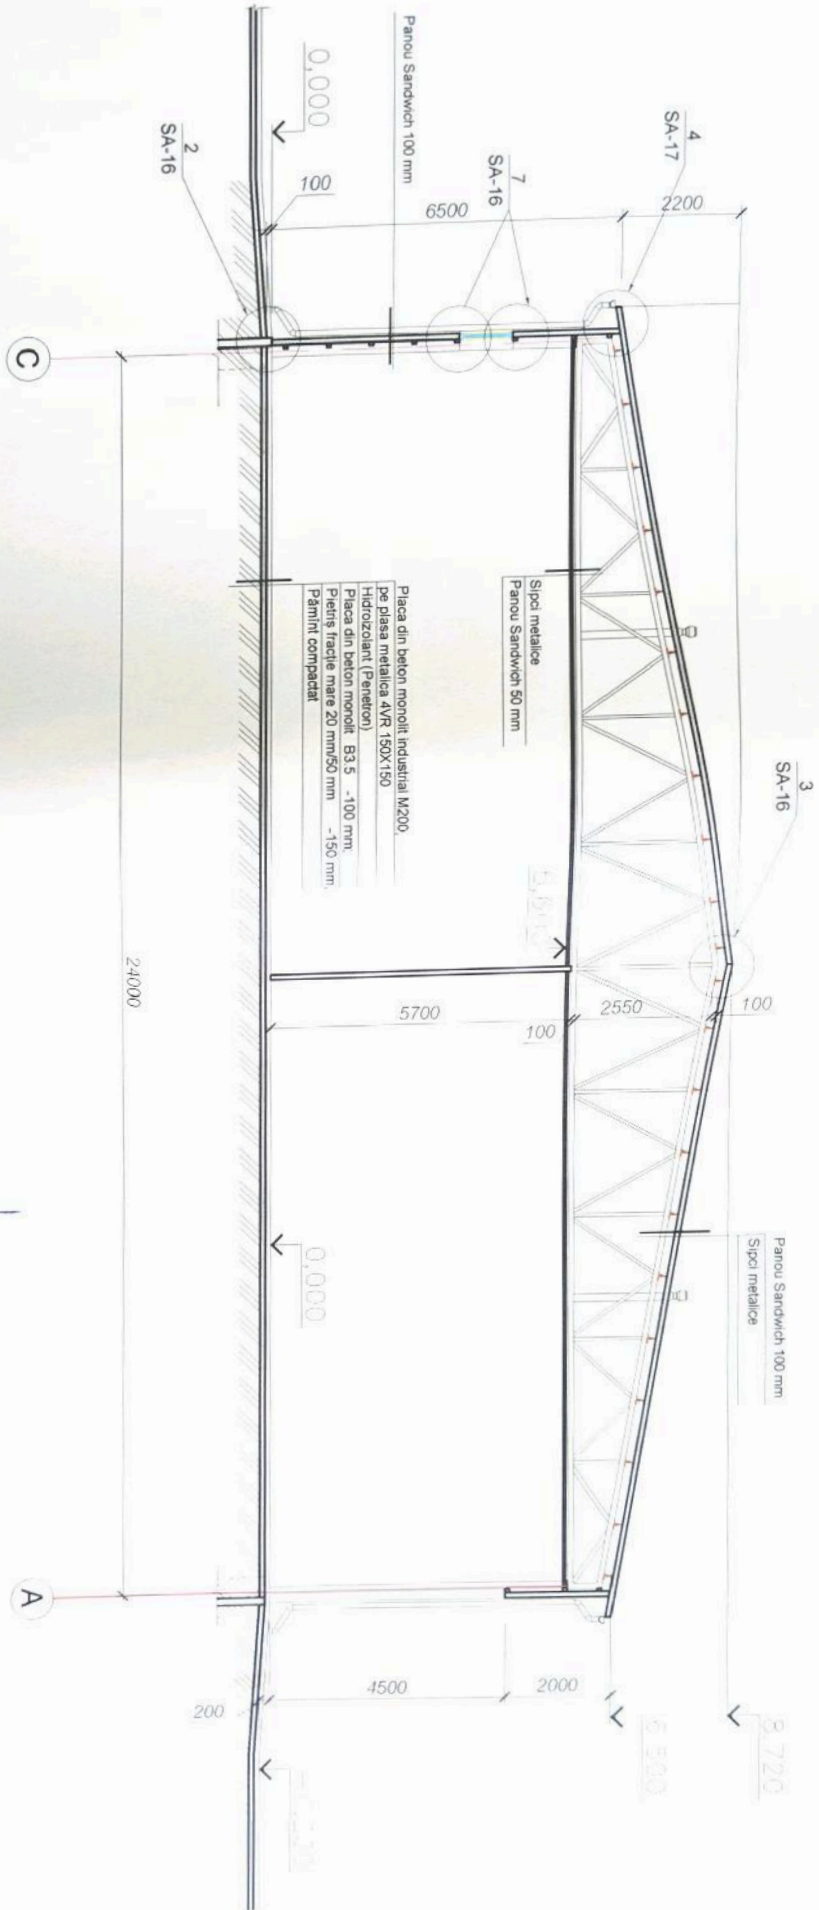 8.720
Panou Sandwich 100 mm
Sipci metalice
3
SA-16
4
SA-17
7
SA-16
2200
6500
100
2550
100
5700
2000
4500
200
Sipci metalice
Panou Sandwich 50 mm
Panou Sandwich 100 mm
Placa din beton monolit industrial M200,
pe plasa metalica 4VR 150X150
Hidroizolant (Penetron)
Placa din beton monolit B3.5 -100 mm.
Pietriş fracţie mare 20 mm/50 mm -150 mm.
Pămînt compactat
0,000
0,000
100
2
SA-16
24000
C
A